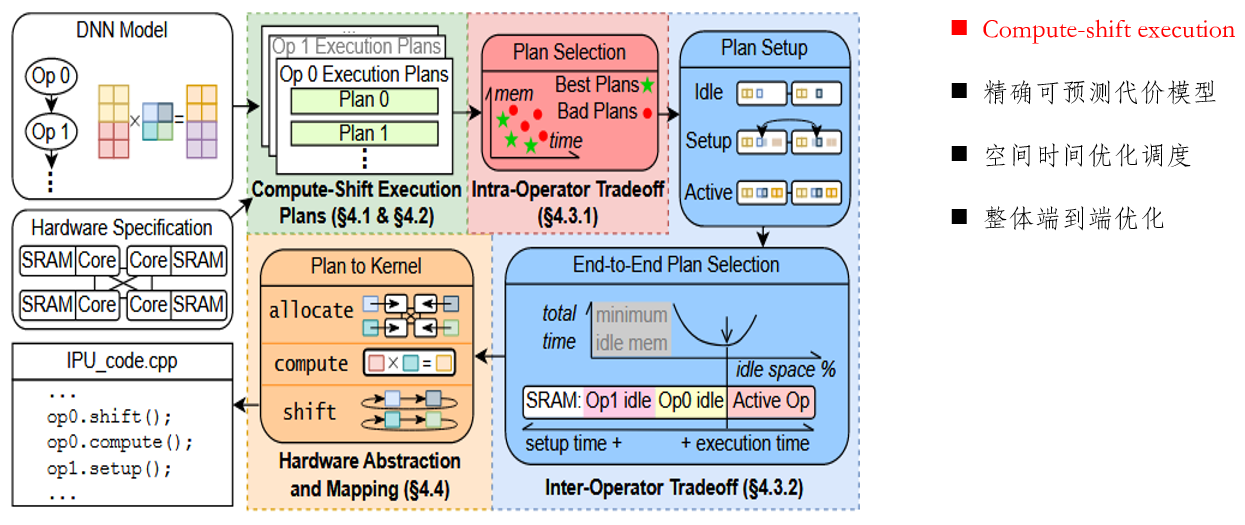 DNN Model
Op 0
Op 1
×
=
Hardware Specification
SRAM Core Core SRAM
SRAM Core Core SRAM
IPU_code.cpp
...
op0.shift();
op0.compute();
op1.setup();
...
...
Op 1 Execution Plans
Op 0 Execution Plans
Plan 0
Plan 1
Compute-Shift Execution
Plans (§4.1 & §4.2)
Plan Selection
mem
Best Plans
Bad Plans
time
Intra-Operator Tradeoff
(§4.3.1)
Plan Setup
Idle
Setup
Active
End-to-End Plan Selection
total
time
minimum
idle mem
idle space %
SRAM: Op1 idle Op0 idle Active Op
setup time + + execution time
Inter-Operator Tradeoff (§4.3.2)
Plan to Kernel
allocate
compute
× =
shift
Hardware Abstraction
and Mapping (§4.4)
Compute-shift execution
精确可预测代价模型
空间时间优化调度
整体端到端优化